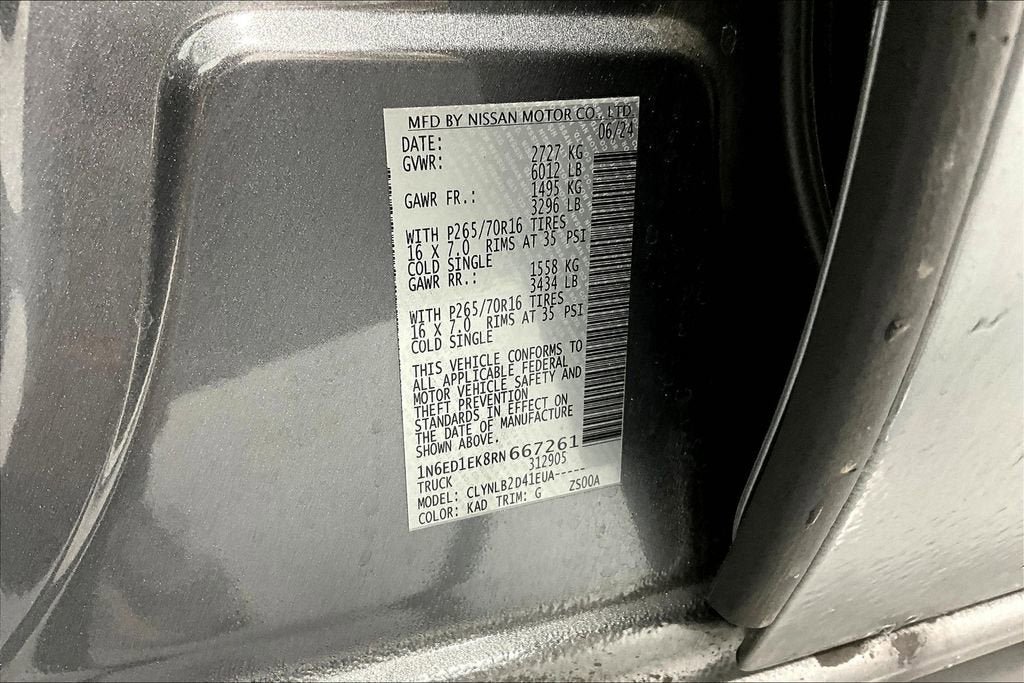 MFD BY NISSAN MOTOR CO., LTD.
DATE: 06/24
GVWR: 2727 KG
6012 LB
GAWR FR.: 1495 KG
3296 LB
WITH P265/70R16 TIRES
16 X 7.0 RIMS AT 35 PSI
COLD SINGLE
GAWR RR.: 1558 KG
3434 LB
WITH P265/70R16 TIRES
16 X 7.0 RIMS AT 35 PSI
COLD SINGLE
THIS VEHICLE CONFORMS TO
ALL APPLICABLE FEDERAL
MOTOR VEHICLE SAFETY AND
THEFT PREVENTION
STANDARDS IN EFFECT ON
THE DATE OF MANUFACTURE
SHOWN ABOVE.
1N6ED1EK8RN667261
TRUCK 312905
MODEL: CLYNLB2D41EUA-----
COLOR: KAD TRIM: G ZS00A